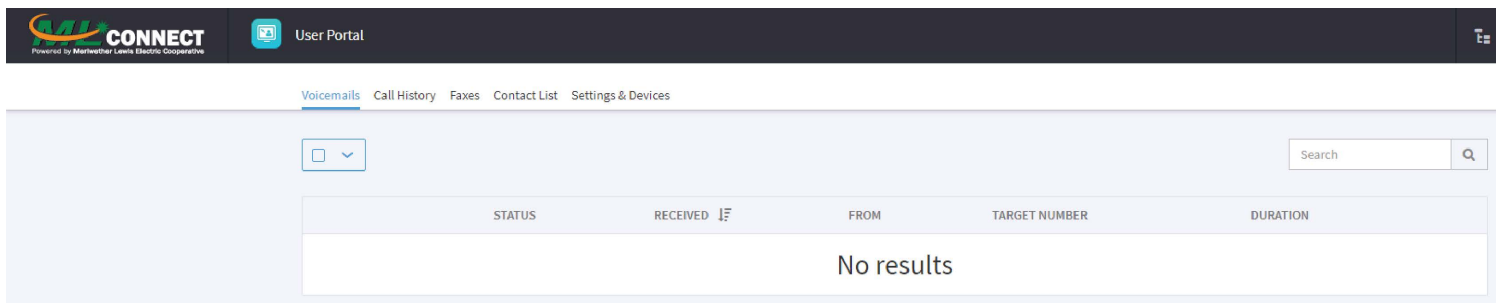 ML CONNECT
Powered by Meriwether Lewis Electric Cooperative
User Portal
Voicemails Call History Faxes Contact List Settings & Devices
Search
STATUS RECEIVED FROM TARGET NUMBER DURATION
No results